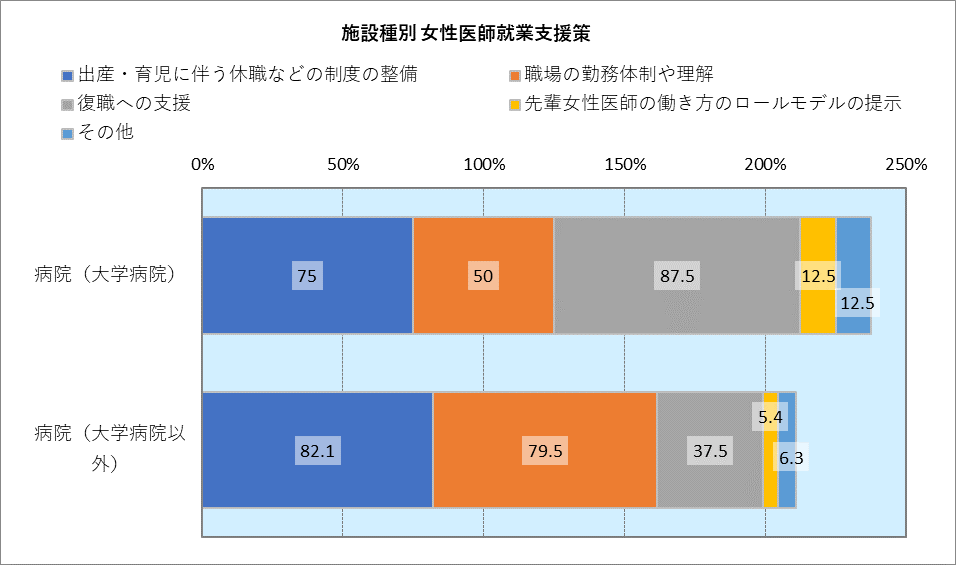 施設種別 女性医師就業支援策
出産・育児に伴う休職などの制度の整備
職場の勤務体制や理解
復職への支援
先輩女性医師の働き方のロールモデルの提示
その他
0% 50% 100% 150% 200% 250%
病院（大学病院）
75 50 87.5 12.5 12.5
病院（大学病院以
外）
82.1 79.5 37.5 5.4 6.3